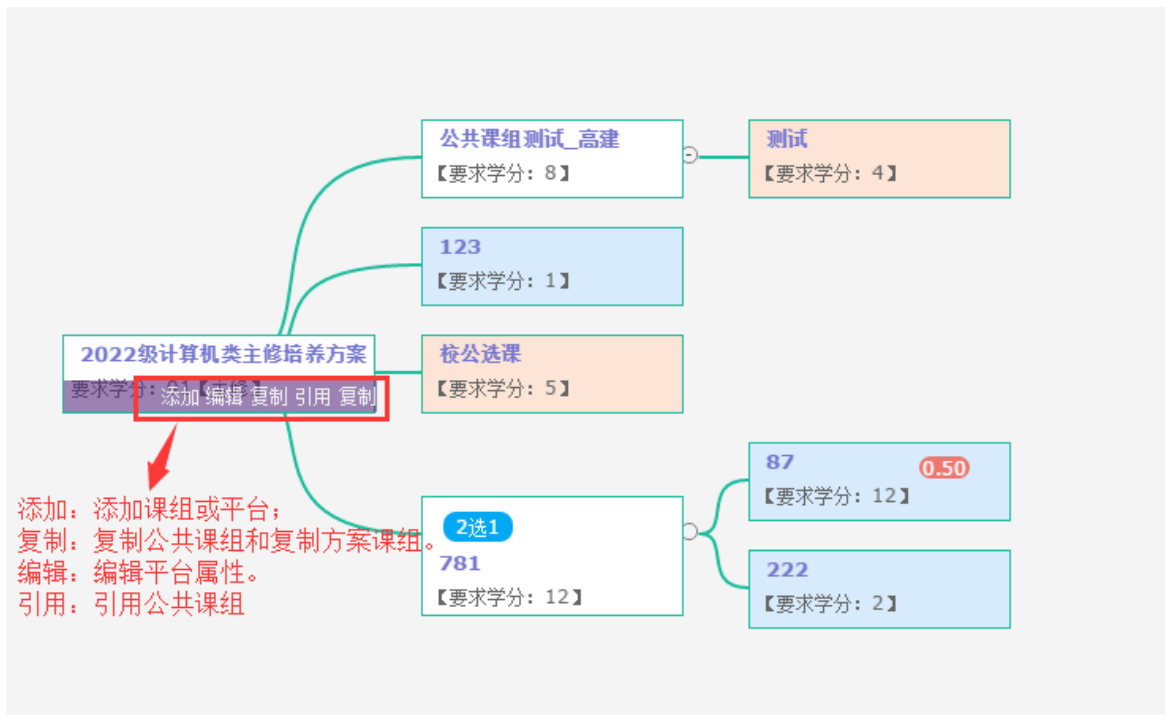 公共课组测试_高建
【要求学分：8】
测试
【要求学分：4】
123
【要求学分：1】
2022级计算机类主修培养方案
要求学分：
添加 编辑 复制 引用 复制
校公选课
【要求学分：5】
87
0.50
【要求学分：12】
2选1
781
【要求学分：12】
222
【要求学分：2】
添加：添加课组或平台；
复制：复制公共课组和复制方案课组。
编辑：编辑平台属性。
引用：引用公共课组